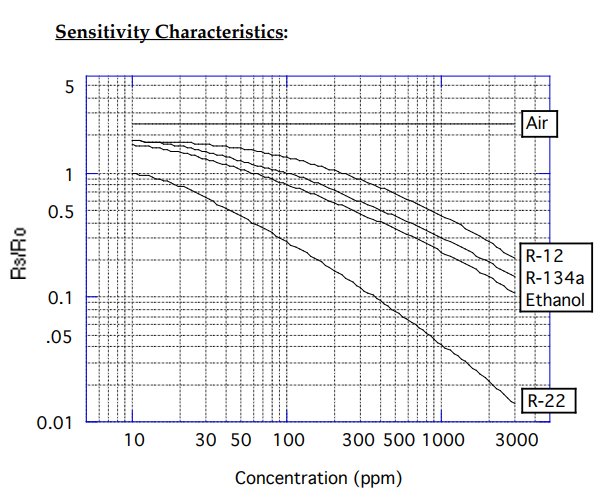 Sensitivity Characteristics:
5
Air
1
0.5
Rs/R0
R-12
R-134a
Ethanol
0.1
.05
R-22
0.01
10 30 50 100 300 500 1000 3000
Concentration (ppm)